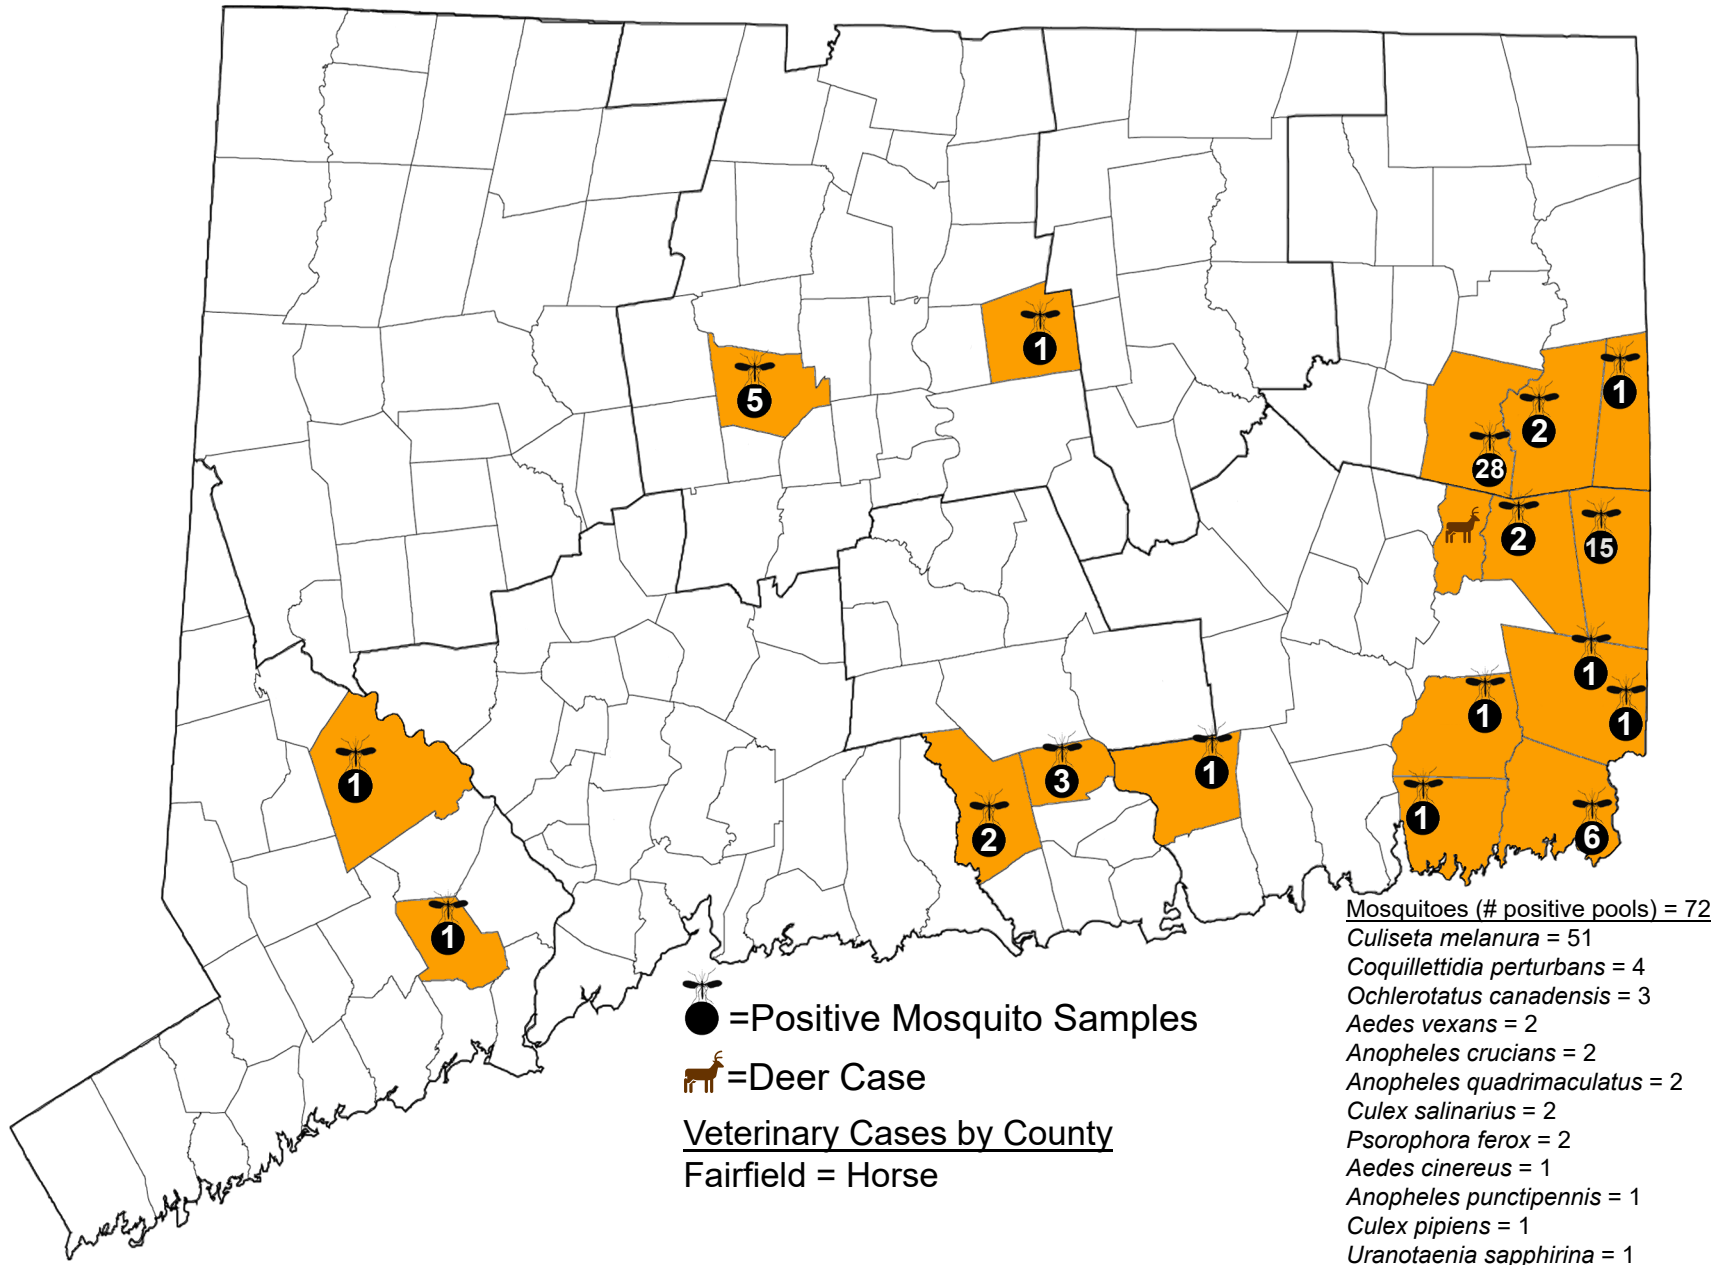 1
5
1
2
28
2
15
1
1
1
1
3
1
2
1
6
1
=Positive Mosquito Samples
=Deer Case
Veterinary Cases by County
Fairfield = Horse
Mosquitoes (# positive pools) = 72
Culiseta melanura = 51
Coquillettidia perturbans = 4
Ochlerotatus canadensis = 3
Aedes vexans = 2
Anopheles crucians = 2
Anopheles quadrimaculatus = 2
Culex salinarius = 2
Psorophora ferox = 2
Aedes cinereus = 1
Anopheles punctipennis = 1
Culex pipiens = 1
Uranotaenia sapphirina = 1